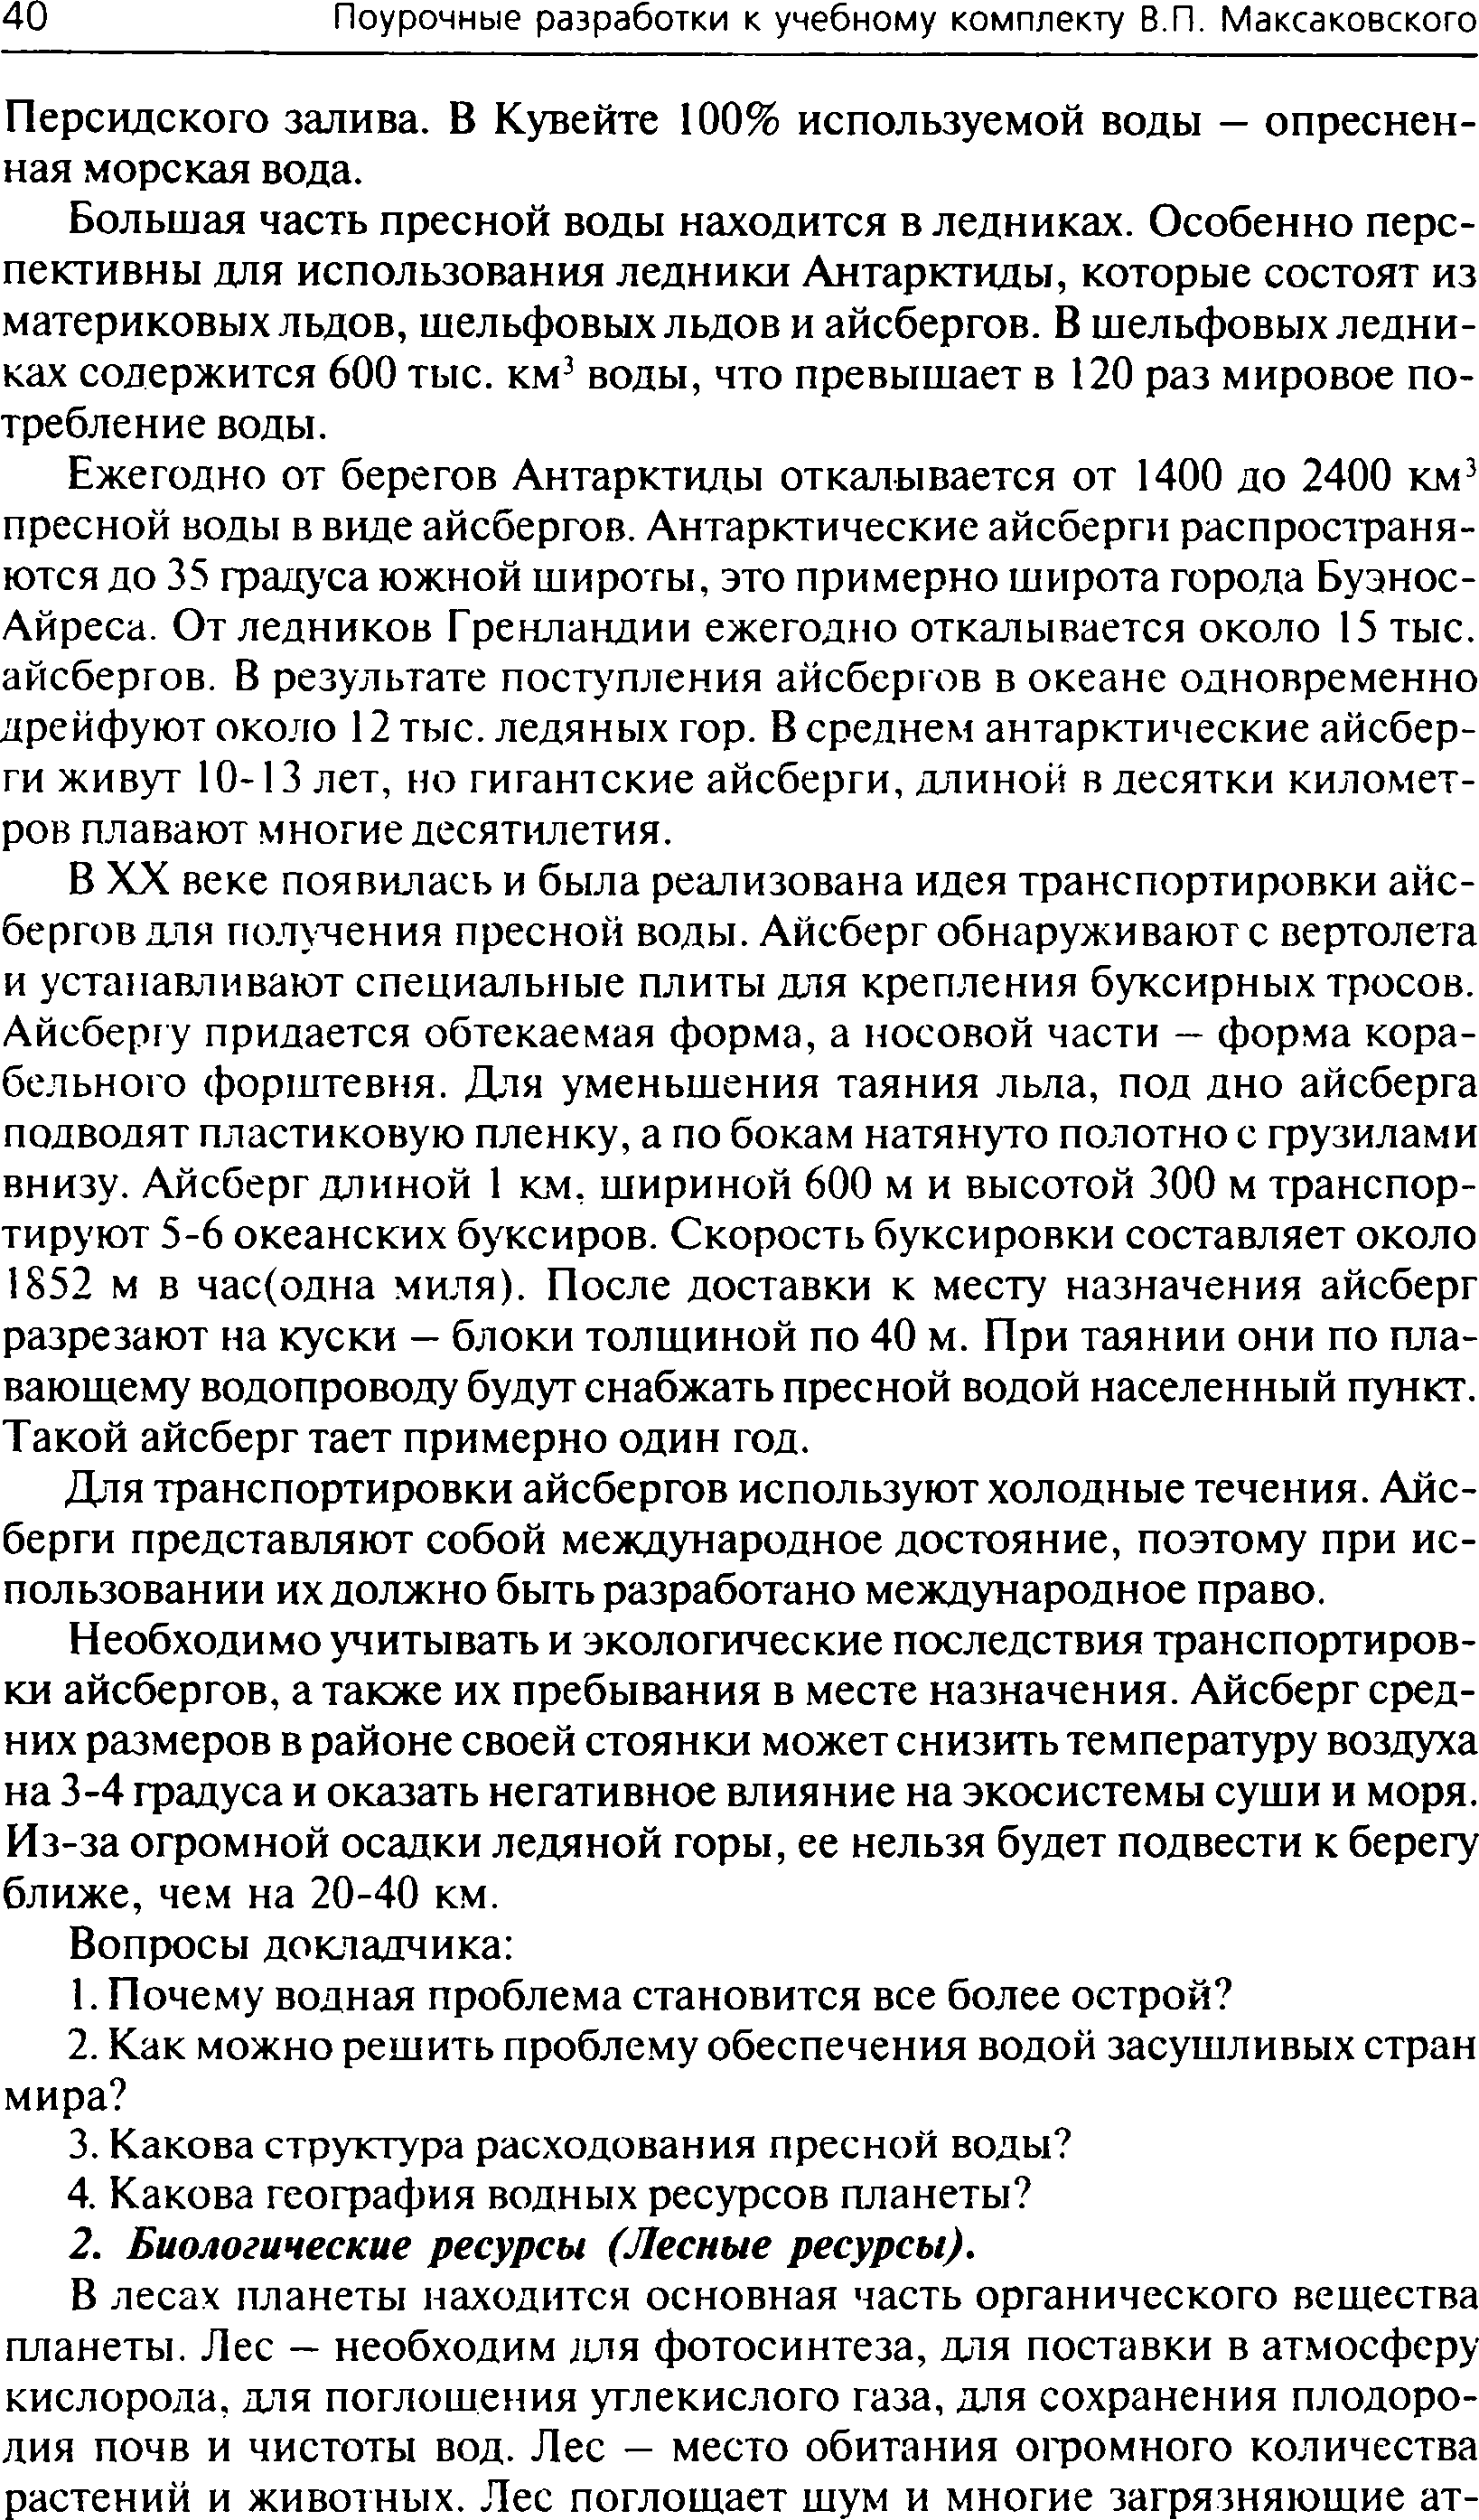 40 Поурочные разработки к учебному комплекту В.П. Максаковского
Персидского залива. В Кувейте 100% используемой воды – опреснен-
ная морская вода.
Большая часть пресной воды находится в ледниках. Особенно перс-
пективны для использования ледники Антарктиды, которые состоят из
материковых льдов, шельфовых льдов и айсбергов. В шельфовых ледни-
ках содержится 600 тыс. км³ воды, что превышает в 120 раз мировое по-
требление воды.
Ежегодно от берегов Антарктиды откалывается от 1400 до 2400 км³
пресной воды в виде айсбергов. Антарктические айсберги распространя-
ются до 35 градуса южной широты, это примерно широта города Буэнос-
Айреса. От ледников Гренландии ежегодно откалывается около 15 тыс.
айсбергов. В результате поступления айсбергов в океане одновременно
дрейфуют около 12 тыс. ледяных гор. В среднем антарктические айсбер-
ги живут 10-13 лет, но гигантские айсберги, длиной в десятки километ-
ров плавают многие десятилетия.
В XX веке появилась и была реализована идея транспортировки айс-
бергов для получения пресной воды. Айсберг обнаруживают с вертолета
и устанавливают специальные плиты для крепления буксирных тросов.
Айсбергу придается обтекаемая форма, а носовой части – форма кора-
бельного форштевня. Для уменьшения таяния льда, под дно айсберга
подводят пластиковую пленку, а по бокам натянуто полотно с грузилами
внизу. Айсберг длиной 1 км, шириной 600 м и высотой 300 м транспор-
тируют 5-6 океанских буксиров. Скорость буксировки составляет около
1852 м в час(одна миля). После доставки к месту назначения айсберг
разрезают на куски – блоки толщиной по 40 м. При таянии они по пла-
вающему водопроводу будут снабжать пресной водой населенный пункт.
Такой айсберг тает примерно один год.
Для транспортировки айсбергов используют холодные течения. Айс-
берги представляют собой международное достояние, поэтому при ис-
пользовании их должно быть разработано международное право.
Необходимо учитывать и экологические последствия транспортиров-
ки айсбергов, а также их пребывания в месте назначения. Айсберг сред-
них размеров в районе своей стоянки может снизить температуру воздуха
на 3-4 градуса и оказать негативное влияние на экосистемы суши и моря.
Из-за огромной осадки ледяной горы, ее нельзя будет подвести к берегу
ближе, чем на 20-40 км.
Вопросы докладчика:
1. Почему водная проблема становится все более острой?
2. Как можно решить проблему обеспечения водой засушливых стран
мира?
3. Какова структура расходования пресной воды?
4. Какова география водных ресурсов планеты?
2. Биологические ресурсы (Лесные ресурсы).
В лесах планеты находится основная часть органического вещества
планеты. Лес – необходим для фотосинтеза, для поставки в атмосферу
кислорода, для поглощения углекислого газа, для сохранения плодоро-
дия почв и чистоты вод. Лес – место обитания огромного количества
растений и животных. Лес поглощает шум и многие загрязняющие ат-